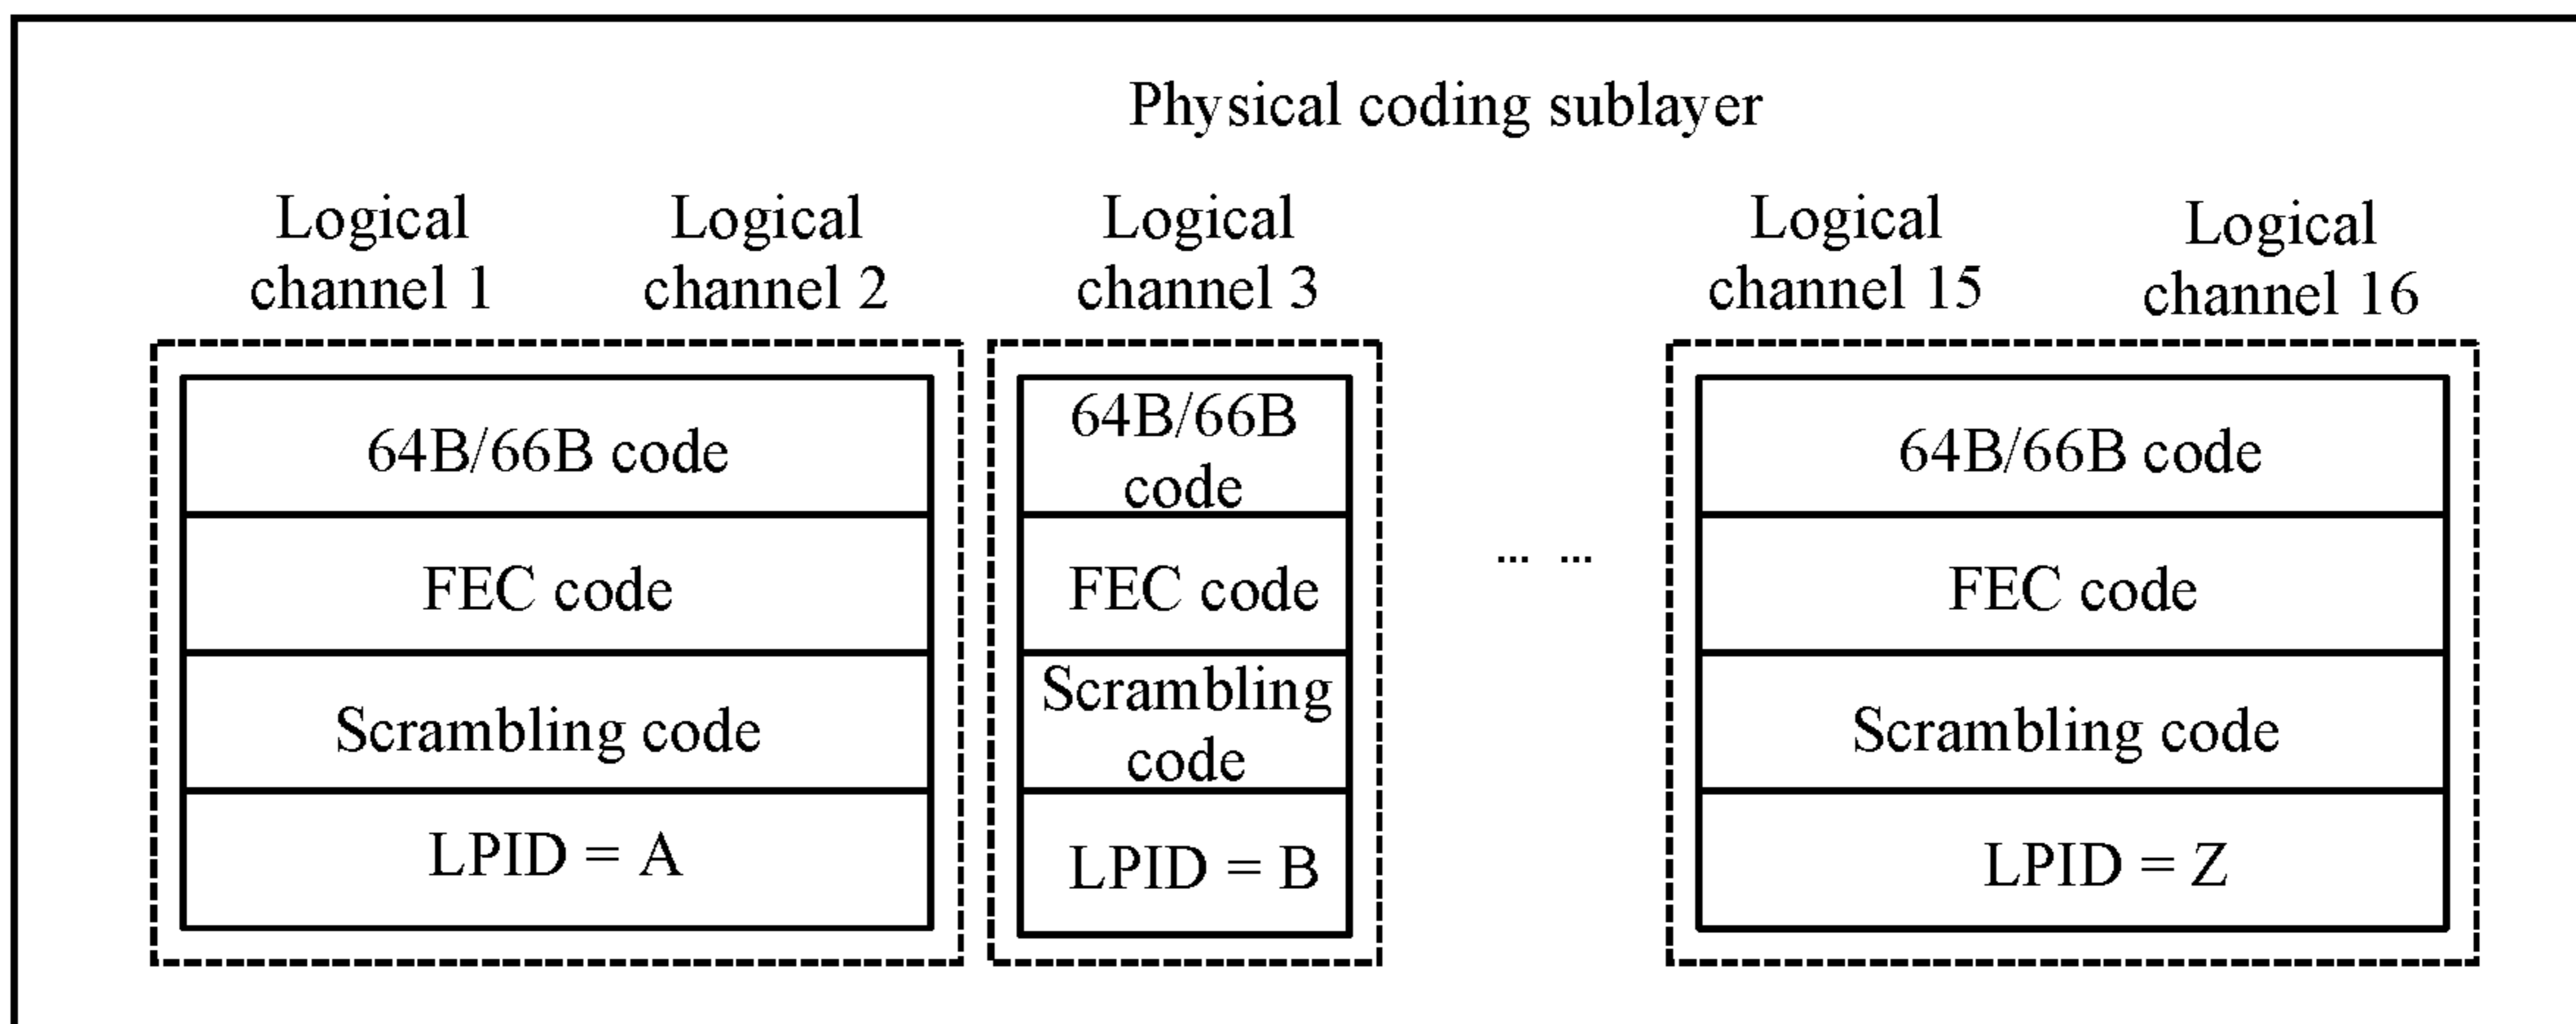 Physical coding sublayer
Logical
channel 1
Logical
channel 2
Logical
channel 3
Logical
channel 15
Logical
channel 16
64B/66B code
FEC code
Scrambling code
LPID = A
64B/66B
code
FEC code
Scrambling
code
LPID = B
... ...
64B/66B code
FEC code
Scrambling code
LPID = Z